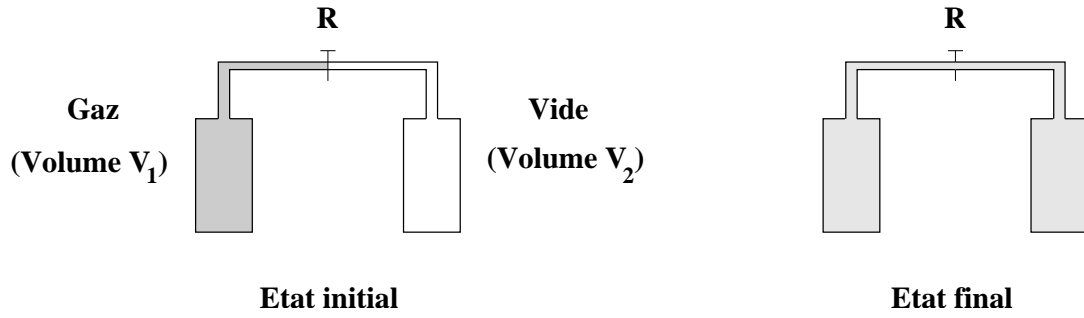 R
Gaz
(Volume V1)
Vide
(Volume V2)
Etat initial
R
Etat final